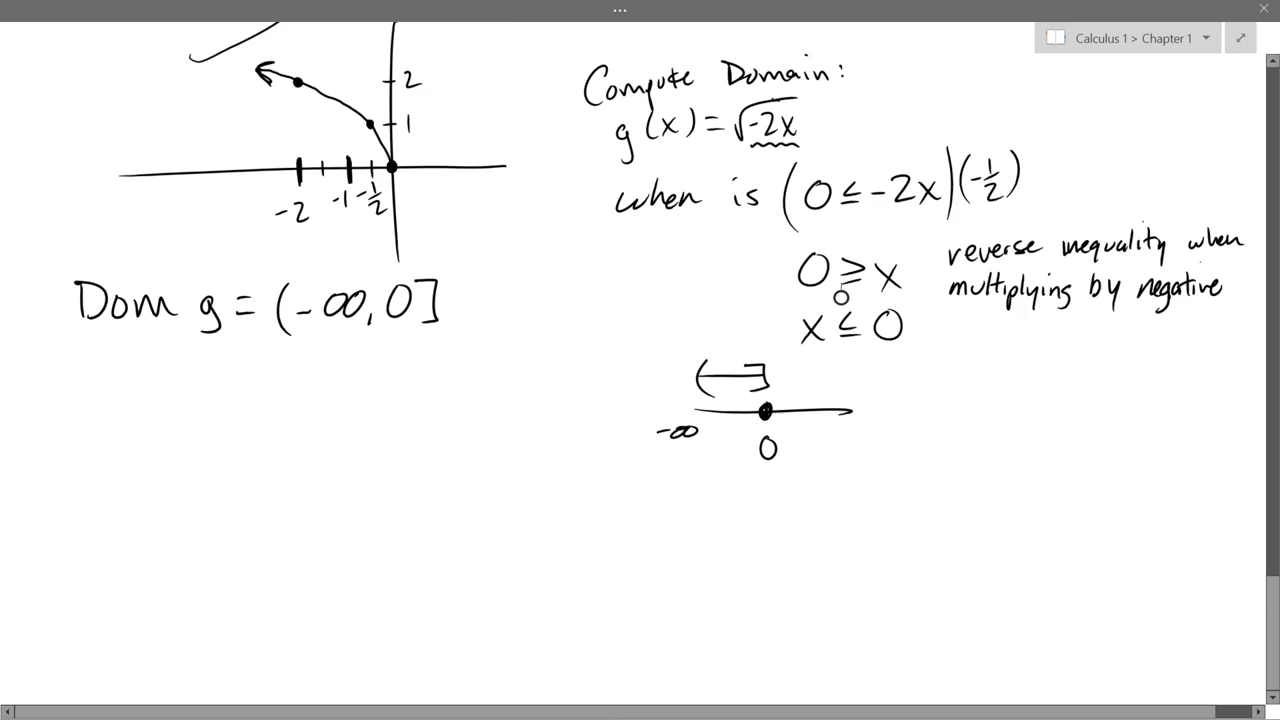 ...
Calculus 1 > Chapter 1
2
1
-2
-1
-1/2
Dom g = (-∞, 0]
Compute Domain:
g(x) = √-2x
when is (0 ≤ -2x)(-1/2)
0 ≥ x
reverse inequality when
multiplying by negative
x ≤ 0
( ]
-∞
0